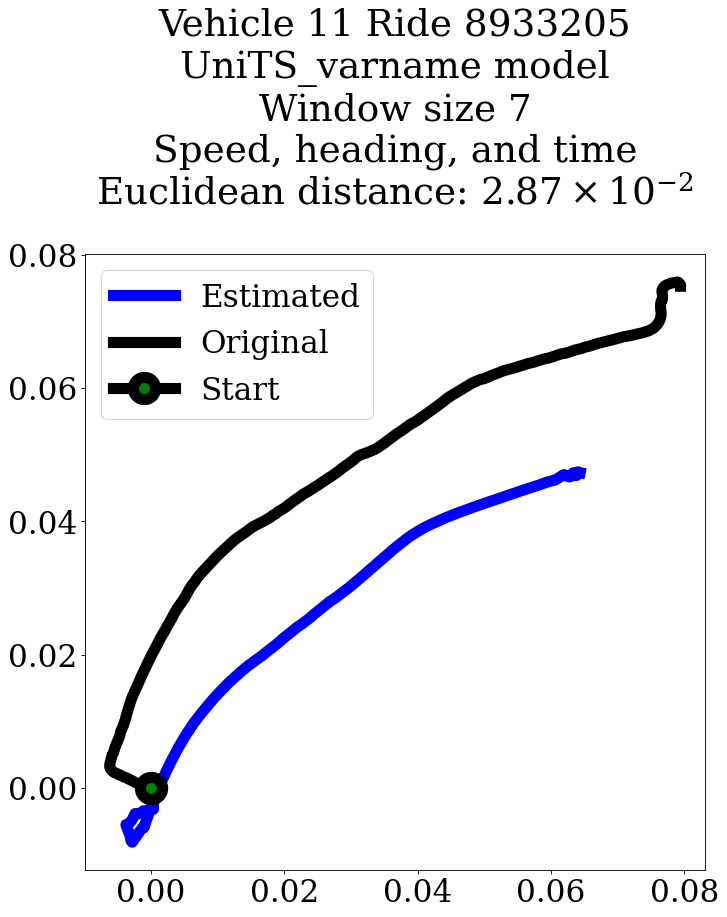 Vehicle 11 Ride 8933205
UniTS_varname model
Window size 7
Speed, heading, and time
Euclidean distance: 2.87 × 10⁻²
Estimated
Original
Start
0.08
0.06
0.04
0.02
0.00
0.00 0.02 0.04 0.06 0.08